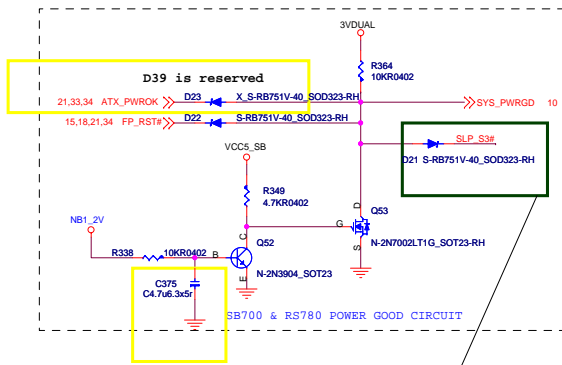 3VDUAL
R364
10KR0402
D39 is reserved
21,33,34 ATX_PWROK D23 X_S-RB751V-40_SOD323-RH SYS_PWRGD 10
15,18,21,34 FP_RST# D22 S-RB751V-40_SOD323-RH
SLP_S3#
D21 S-RB751V-40_SOD323-RH
VCC5_SB
R349
4.7KR0402
D
Q53
G
N-2N7002LT1G_SOT23-RH
S
NB1_2V
R338 10KR0402
C
Q52
B
N-2N3904_SOT23
E
C375
C4.7u6.3x5r
SB700 & RS780 POWER GOOD CIRCUIT